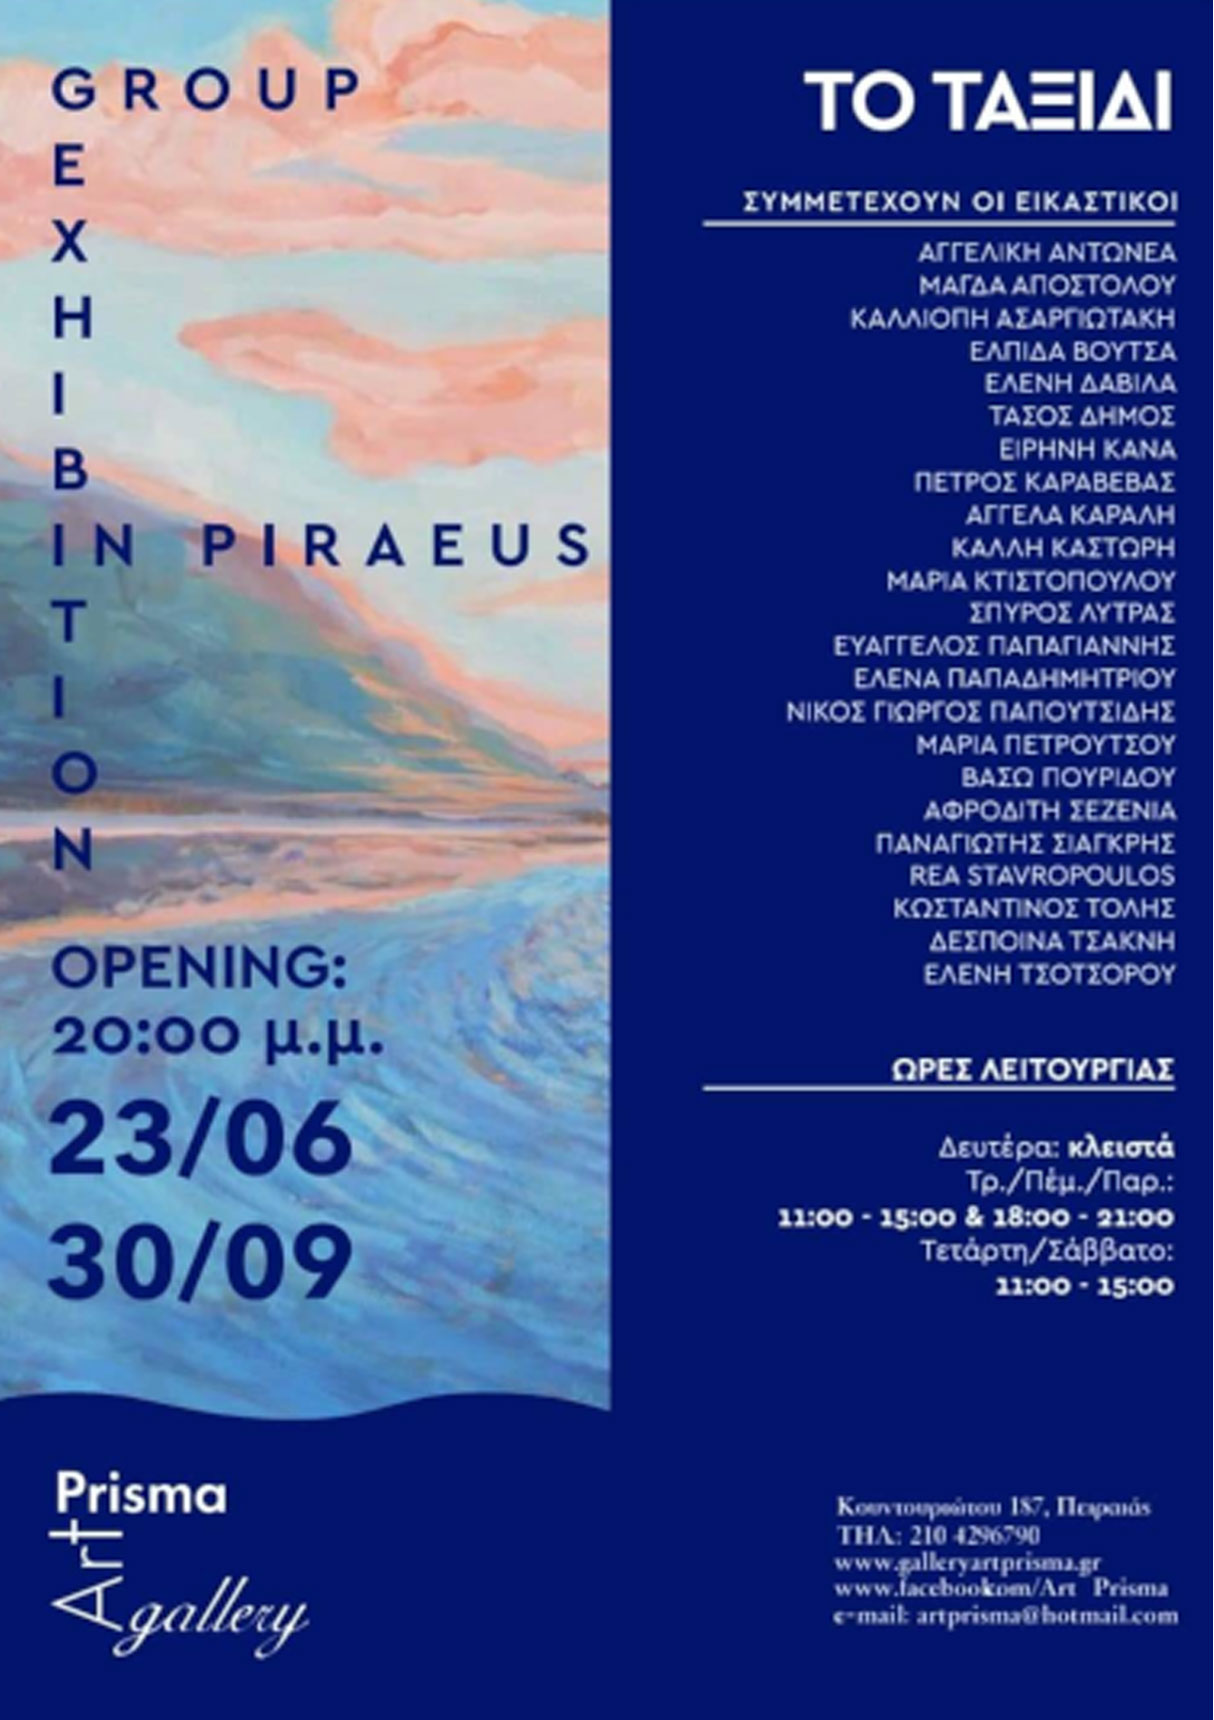 GROUP
EXHIBITION
IN PIRAEUS
OPENING:
20:00 μ.μ.
23/06
30/09
ΤΟ ΤΑΞΙΔΙ
ΣΥΜΜΕΤΕΧΟΥΝ ΟΙ ΕΙΚΑΣΤΙΚΟΙ
ΑΓΓΕΛΙΚΗ ΑΝΤΩΝΕΑ
ΜΑΓΔΑ ΑΠΟΣΤΟΛΟΥ
ΚΑΛΛΙΟΠΗ ΑΣΑΡΓΙΩΤΑΚΗ
ΕΛΠΙΔΑ ΒΟΥΤΣΑ
ΕΛΕΝΗ ΔΑΒΙΛΑ
ΤΑΣΟΣ ΔΗΜΟΣ
ΕΙΡΗΝΗ ΚΑΝΑ
ΠΕΤΡΟΣ ΚΑΡΑΒΕΒΑΣ
ΑΓΓΕΛΑ ΚΑΡΑΛΗ
ΚΑΛΛΗ ΚΑΣΤΩΡΗ
ΜΑΡΙΑ ΚΤΙΣΤΟΠΟΥΛΟΥ
ΣΠΥΡΟΣ ΛΥΤΡΑΣ
ΕΥΑΓΓΕΛΟΣ ΠΑΠΑΓΙΑΝΝΗΣ
ΕΛΕΝΑ ΠΑΠΑΔΗΜΗΤΡΙΟΥ
ΝΙΚΟΣ ΓΙΩΡΓΟΣ ΠΑΠΟΥΤΣΙΔΗΣ
ΜΑΡΙΑ ΠΕΤΡΟΥΤΣΟΥ
ΒΑΣΩ ΠΟΥΡΙΔΟΥ
ΑΦΡΟΔΙΤΗ ΣΕΖΕΝΙΑ
ΠΑΝΑΓΙΩΤΗΣ ΣΙΑΓΚΡΗΣ
REA STAVROPOULOS
ΚΩΣΤΑΝΤΙΝΟΣ ΤΟΛΗΣ
ΔΕΣΠΟΙΝΑ ΤΣΑΚΝΗ
ΕΛΕΝΗ ΤΣΟΤΣΟΡΟΥ
ΩΡΕΣ ΛΕΙΤΟΥΡΓΙΑΣ
Δευτέρα: κλειστά
Τρ./Πέμ./Παρ.:
11:00 - 15:00 & 18:00 - 21:00
Τετάρτη/Σάββατο:
11:00 - 15:00
Prisma
Art
gallery
Κουντουριώτου 187, Πειραιάς
ΤΗΛ: 210 4296790
www.galleryartprisma.gr
www.facebook.com/Art Prisma
e-mail: artprisma@hotmail.com